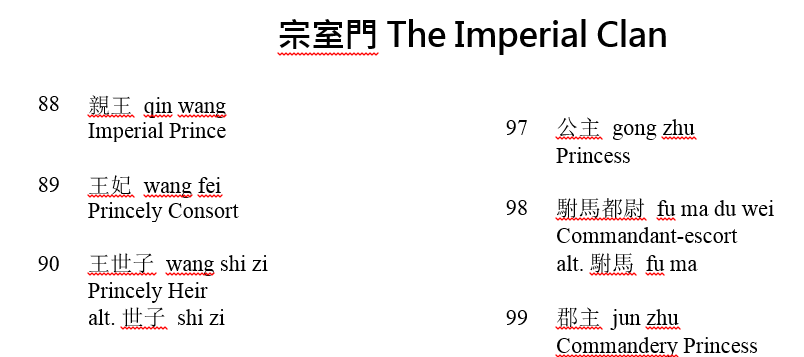 宗室門 The Imperial Clan
88 親王 qin wang
Imperial Prince
89 王妃 wang fei
Princely Consort
90 王世子 wang shi zi
Princely Heir
alt. 世子 shi zi
97 公主 gong zhu
Princess
98 駙馬都尉 fu ma du wei
Commandant-escort
alt. 駙馬 fu ma
99 郡主 jun zhu
Commandery Princess